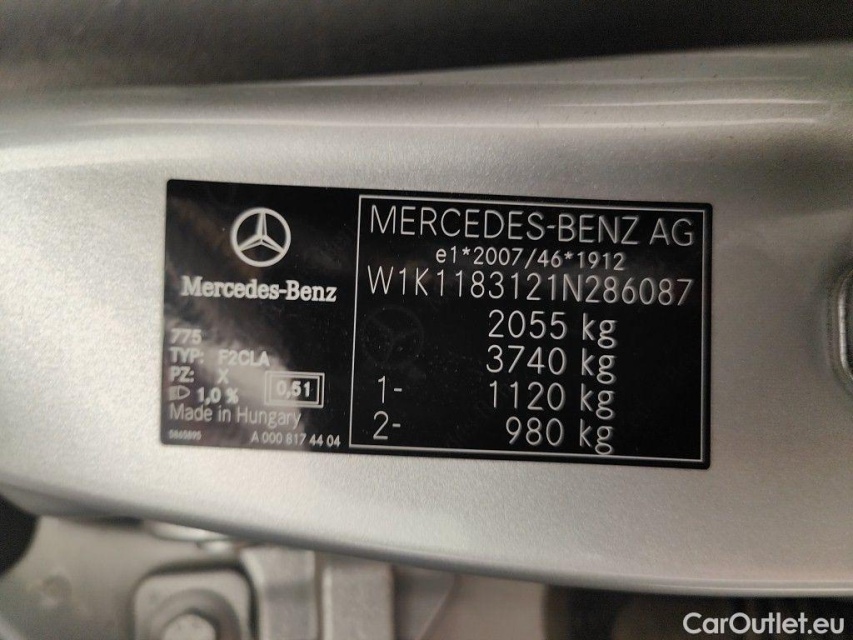 Mercedes-Benz
775
TYP: F2CLA
PZ: X
1,0 %
0,51
Made in Hungary
5865895
A 000 817 44 04
MERCEDES-BENZ AG
e1*2007/46*1912
W1K1183121N286087
2055 kg
3740 kg
1- 1120 kg
2- 980 kg
CarOutlet.eu